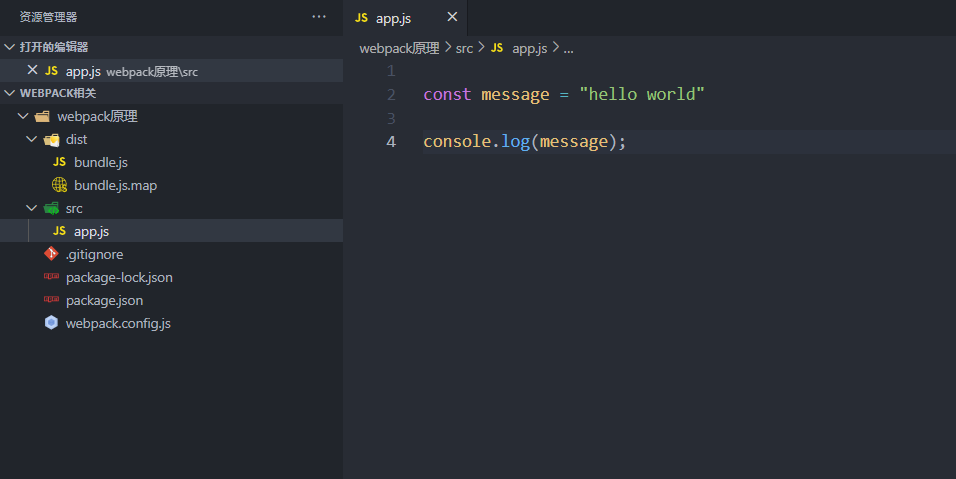 资源管理器
打开的编辑器
app.js webpack原理\src
WEBPACK相关
webpack原理
dist
JS bundle.js
bundle.js.map
src
JS app.js
.gitignore
package-lock.json
package.json
webpack.config.js
JS app.js
webpack原理 > src > JS app.js > ...
1
2 const message = "hello world"
3
4 console.log(message);